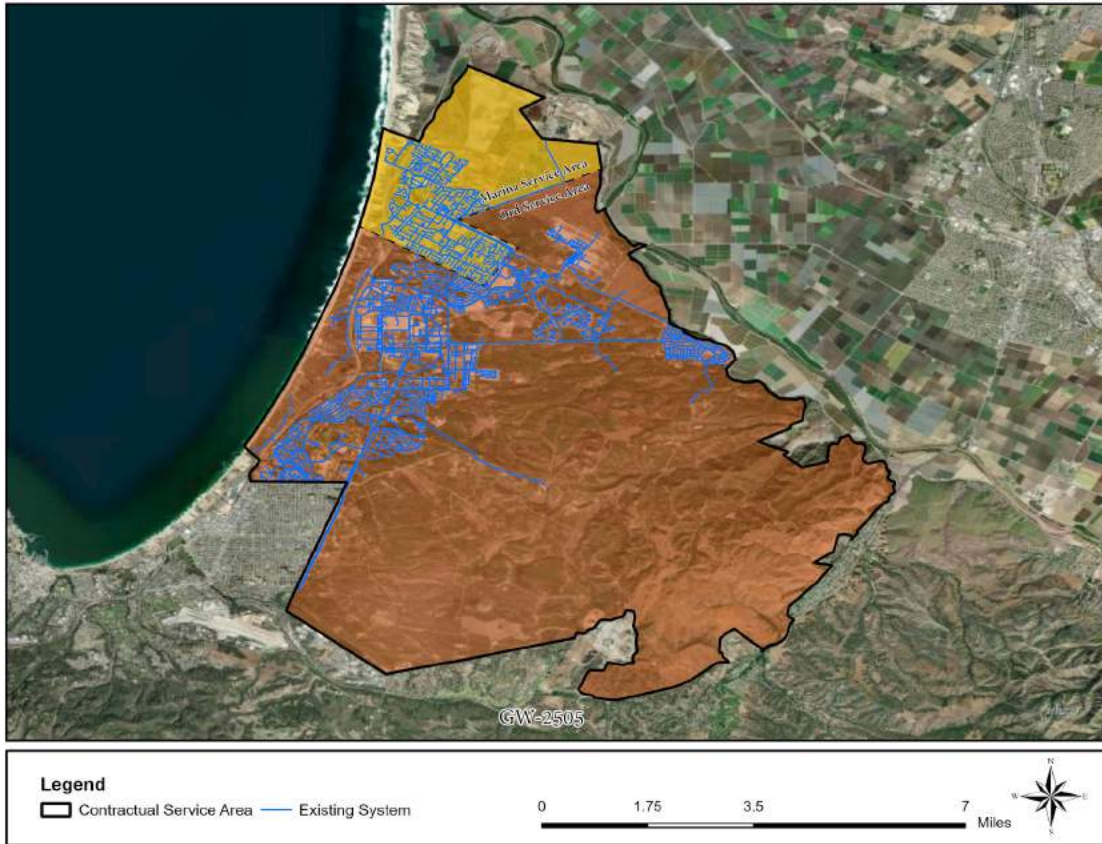 Marina Service Area
Ord Service Area
GW-2505
Legend
Contractual Service Area
Existing System
0 1.75 3.5 7
Miles
N
W E
S